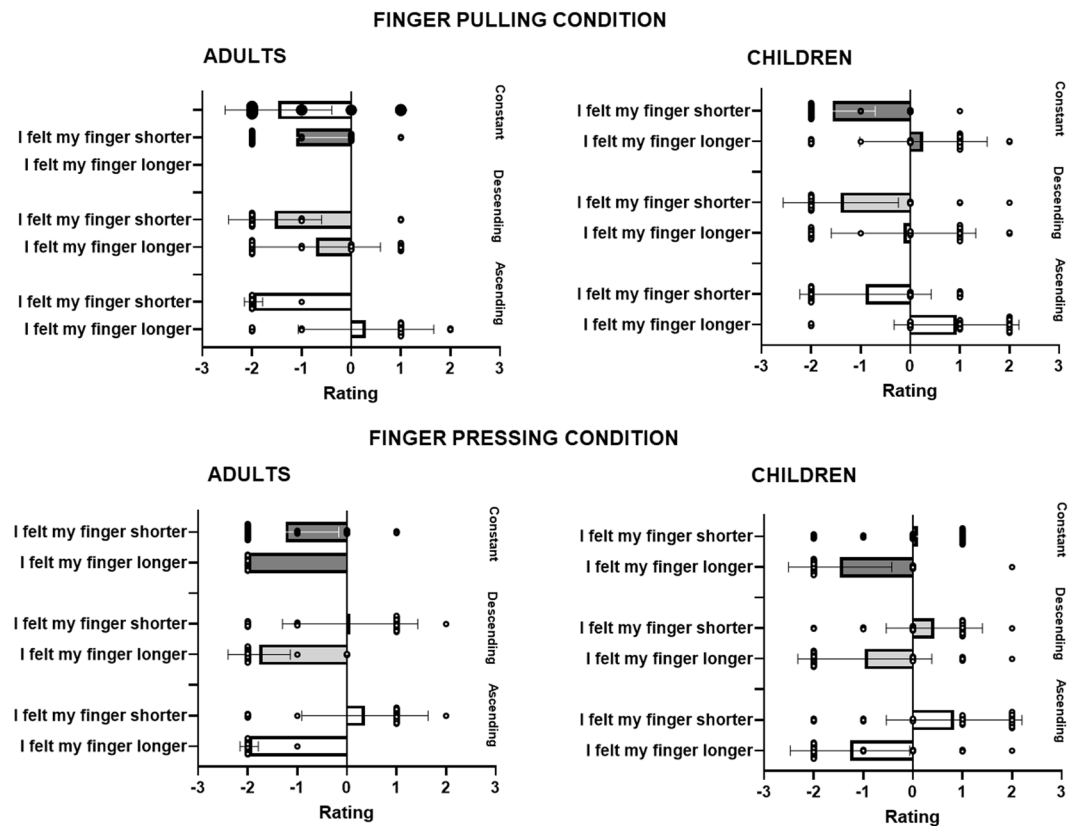 FINGER PULLING CONDITION
ADULTS
I felt my finger shorter
I felt my finger longer
I felt my finger shorter
I felt my finger longer
I felt my finger shorter
I felt my finger longer
Constant
Descending
Ascending
-3 -2 -1 0 1 2 3
Rating
CHILDREN
I felt my finger shorter
I felt my finger longer
I felt my finger shorter
I felt my finger longer
I felt my finger shorter
I felt my finger longer
Constant
Descending
Ascending
-3 -2 -1 0 1 2 3
Rating
FINGER PRESSING CONDITION
ADULTS
I felt my finger shorter
I felt my finger longer
I felt my finger shorter
I felt my finger longer
I felt my finger shorter
I felt my finger longer
Constant
Descending
Ascending
-3 -2 -1 0 1 2 3
Rating
CHILDREN
I felt my finger shorter
I felt my finger longer
I felt my finger shorter
I felt my finger longer
I felt my finger shorter
I felt my finger longer
Constant
Descending
Ascending
-3 -2 -1 0 1 2 3
Rating